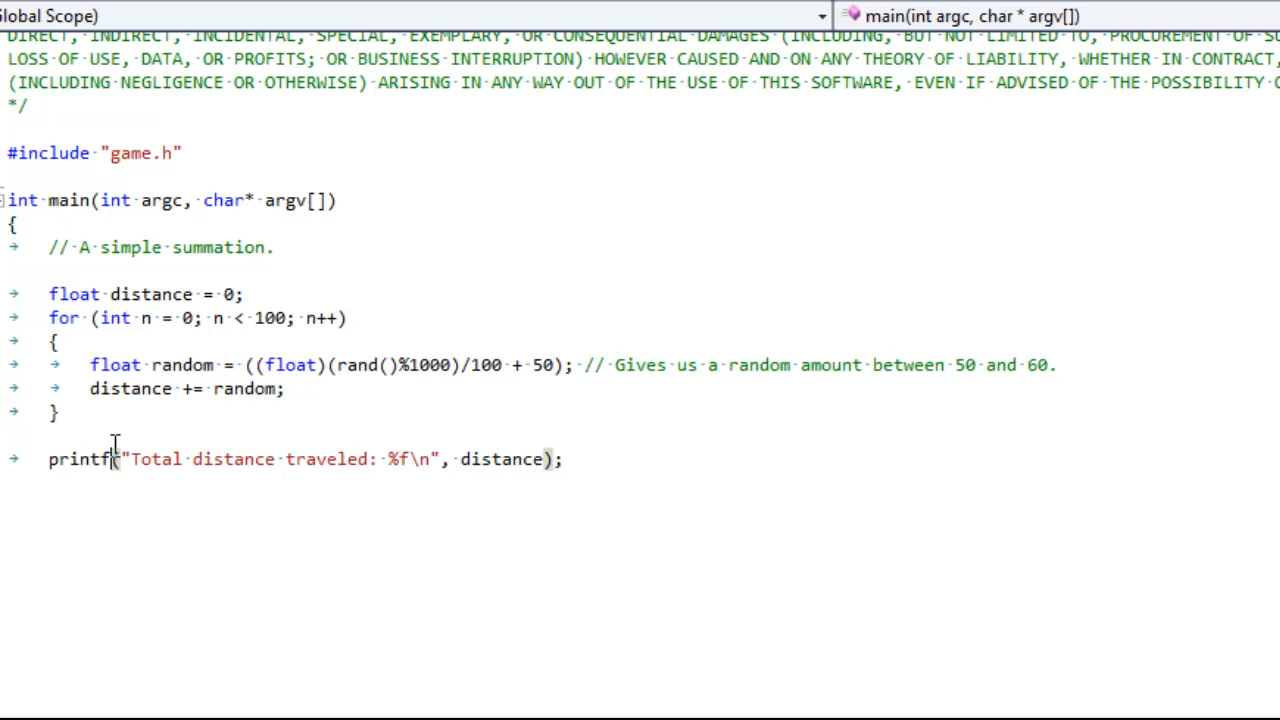 Global Scope)
main(int argc, char * argv[])
DIRECT, INDIRECT, INCIDENTAL, SPECIAL, EXEMPLARY, OR CONSEQUENTIAL DAMAGES (INCLUDING, BUT NOT LIMITED TO, PROCUREMENT OF
LOSS OF USE, DATA, OR PROFITS; OR BUSINESS INTERRUPTION) HOWEVER CAUSED AND ON ANY THEORY OF LIABILITY, WHETHER IN CONTRACT,
(INCLUDING NEGLIGENCE OR OTHERWISE) ARISING IN ANY WAY OUT OF THE USE OF THIS SOFTWARE, EVEN IF ADVISED OF THE POSSIBILITY
*/
#include "game.h"
int main(int argc, char* argv[])
{
// A simple summation.
float distance = 0;
for (int n = 0; n < 100; n++)
{
float random = ((float)(rand()%1000)/100 + 50); // Gives us a random amount between 50 and 60.
distance += random;
}
printf("Total distance traveled: %f\n", distance);